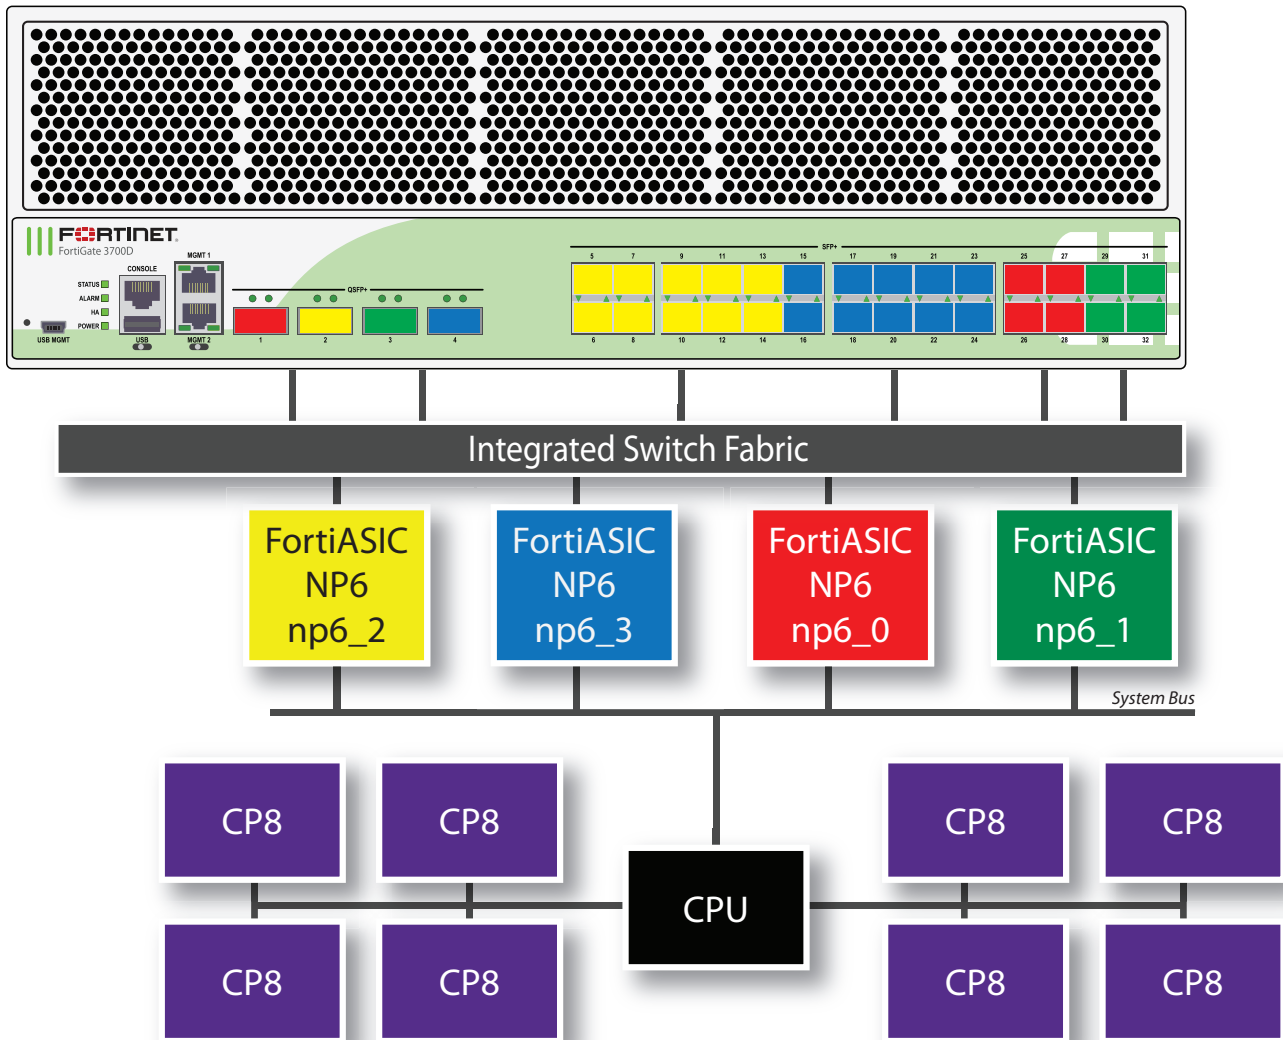 FORTINET
FortiGate 3700D
STATUS
ALARM
HA
POWER
USB MGMT
CONSOLE
USB
MGMT 1
MGMT 2
QSFP+
1 2 3 4
SFP+
5 7 9 11 13 15 17 19 21 23 25 27 29 31
6 8 10 12 14 16 18 20 22 24 26 28 30 32
Integrated Switch Fabric
FortiASIC
NP6
np6_2
FortiASIC
NP6
np6_3
FortiASIC
NP6
np6_0
FortiASIC
NP6
np6_1
System Bus
CP8 CP8 CP8 CP8
CPU
CP8 CP8 CP8 CP8